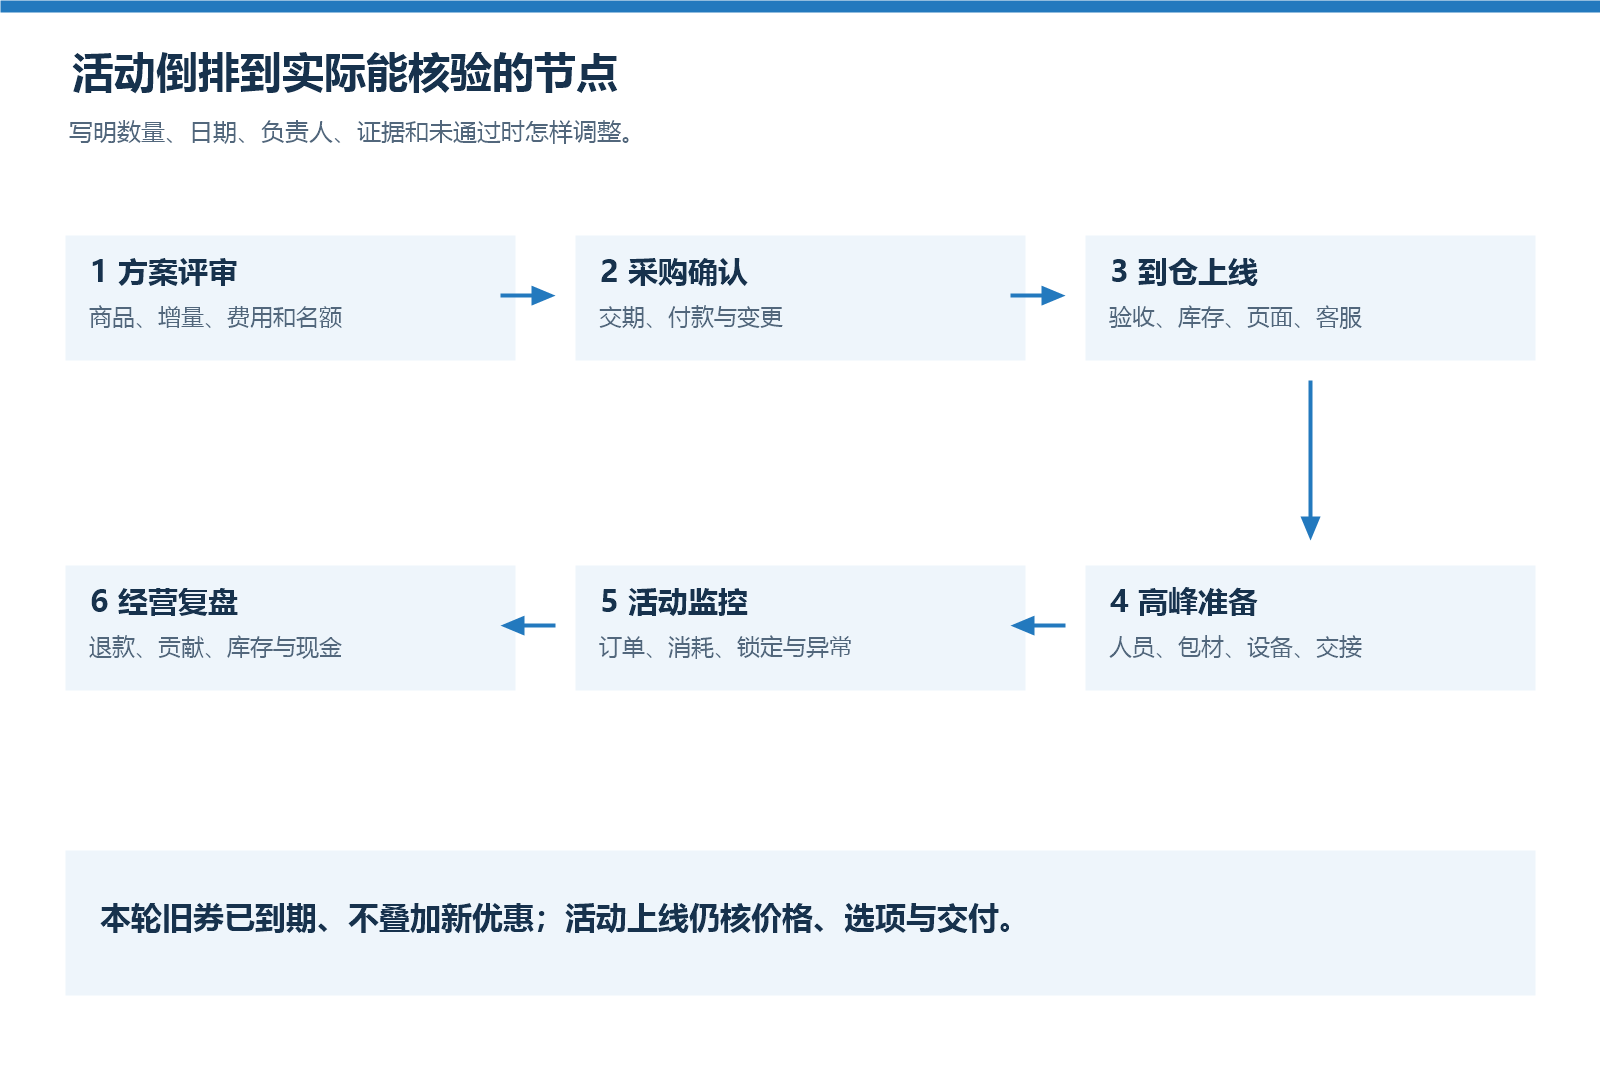 活动倒排到实际能核验的节点
写明数量、日期、负责人、证据和未通过时怎样调整。
1 方案评审
商品、增量、费用和名额
2 采购确认
交期、付款与变更
3 到仓上线
验收、库存、页面、客服
4 高峰准备
人员、包材、设备、交接
5 活动监控
订单、消耗、锁定与异常
6 经营复盘
退款、贡献、库存与现金
本轮旧券已到期、不叠加新优惠；活动上线仍核价格、选项与交付。